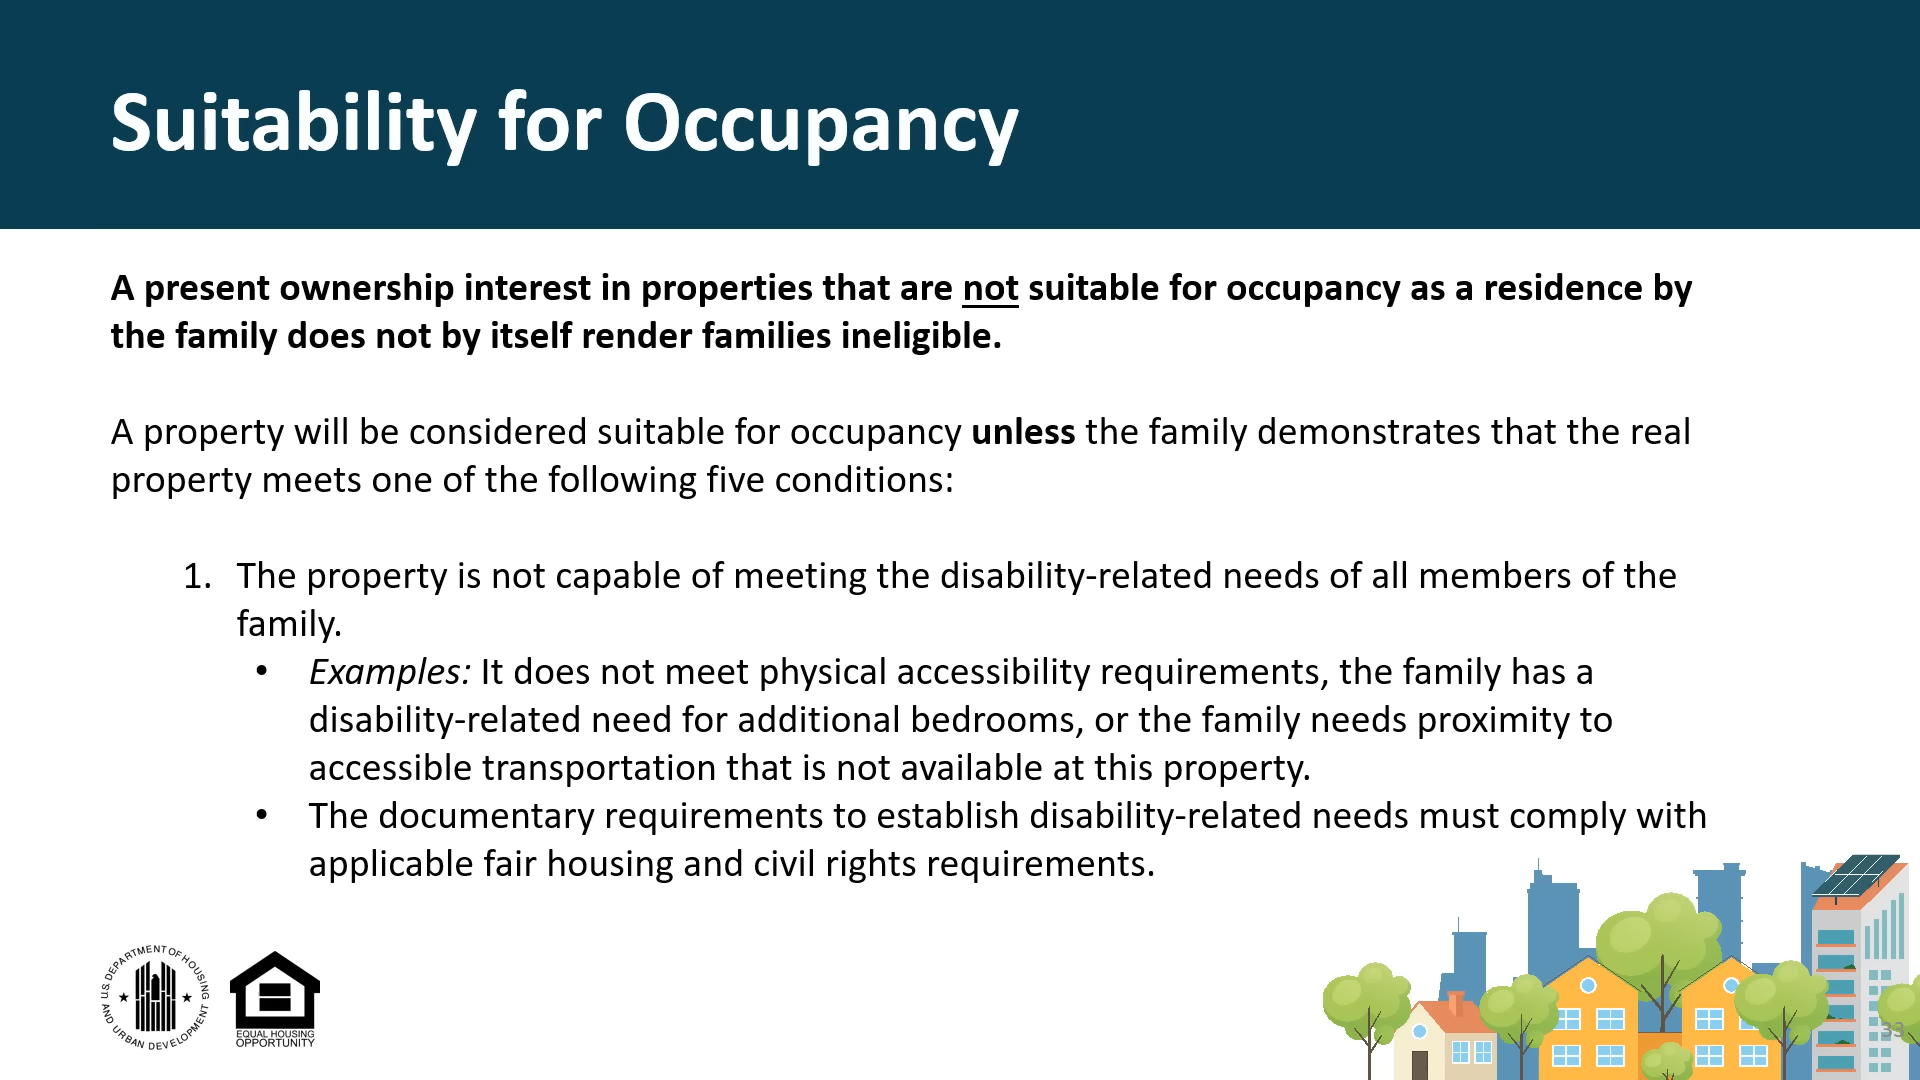 Suitability for Occupancy
A present ownership interest in properties that are not suitable for occupancy as a residence by
the family does not by itself render families ineligible.
A property will be considered suitable for occupancy unless the family demonstrates that the real
property meets one of the following five conditions:
1. The property is not capable of meeting the disability-related needs of all members of the
family.
• Examples: It does not meet physical accessibility requirements, the family has a
disability-related need for additional bedrooms, or the family needs proximity to
accessible transportation that is not available at this property.
• The documentary requirements to establish disability-related needs must comply with
applicable fair housing and civil rights requirements.
U.S. DEPARTMENT OF HOUSING
AND URBAN DEVELOPMENT
EQUAL HOUSING
OPPORTUNITY
33